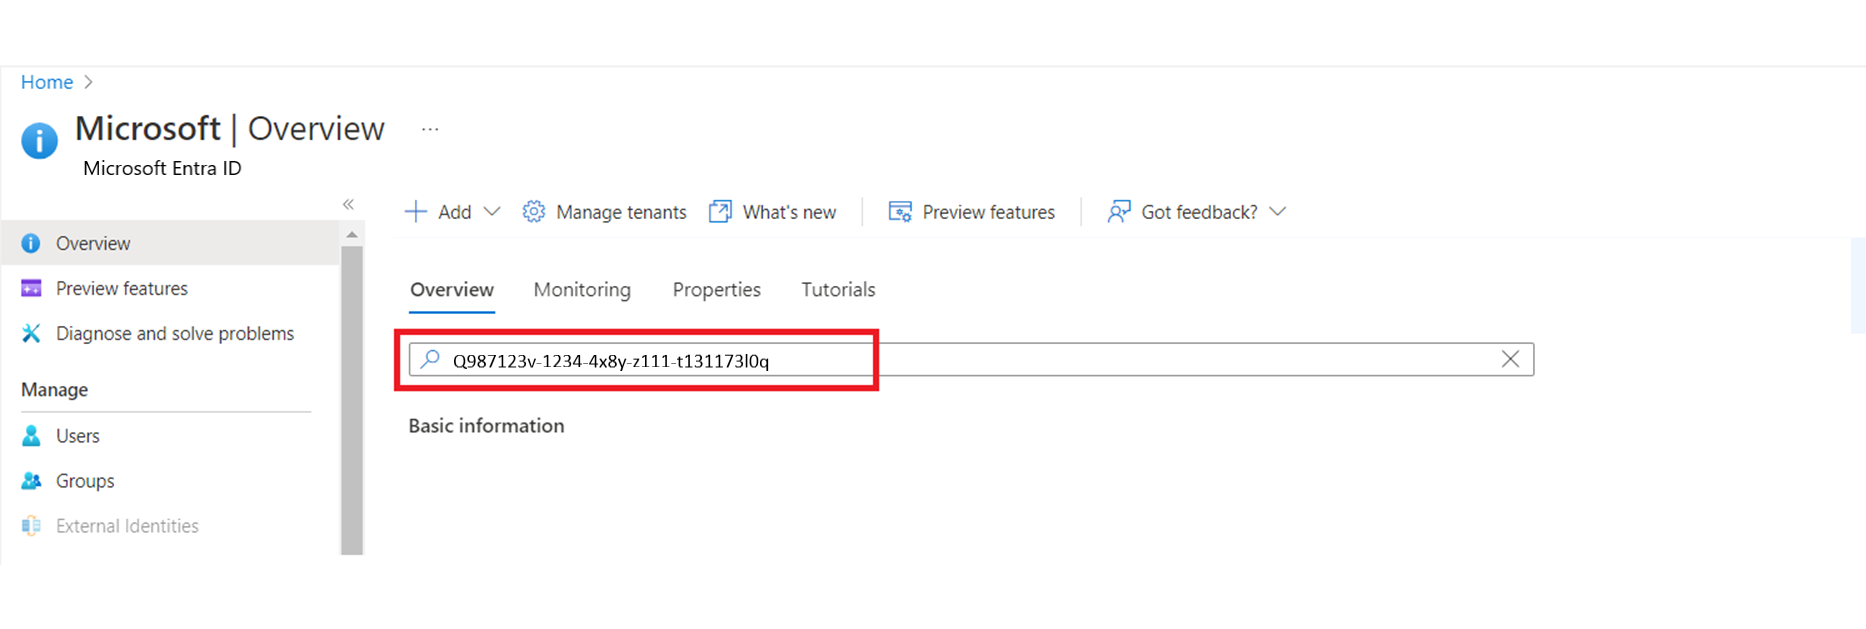 Home
Microsoft | Overview ...
Microsoft Entra ID
Add
Manage tenants
What's new
Preview features
Got feedback?
Overview
Preview features
Diagnose and solve problems
Manage
Users
Groups
External Identities
Overview
Monitoring
Properties
Tutorials
Q987123v-1234-4x8y-z111-t131173l0q
Basic information